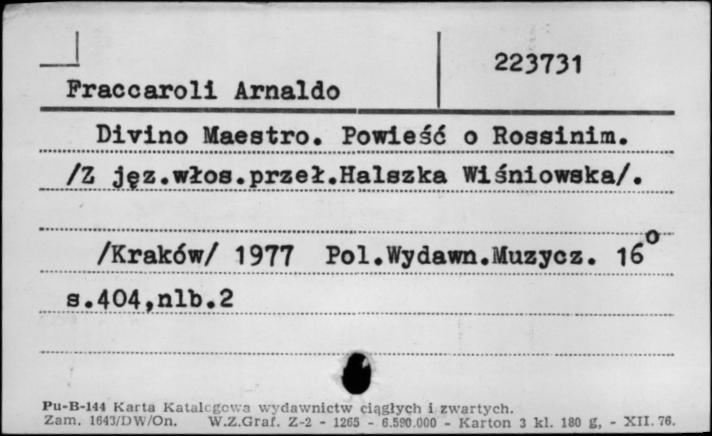 223731
Fraccaroli Arnaldo
Divino Maestro. Powieść o Rossinim.
/Z jęz.włos.przeł.Halszka Wiśniowska/.
/Kraków/ 1977 Pol.Wydawn.Muzycz. 16o
s.404,nlb.2
Pu-B-144 Karta Katalogowa wydawnictw ciągłych i zwartych.
Zam. 1643/DW/On. W.Z.Graf. Z-2 - 1265 - 6.590.000 - Karton 3 kl. 180 g, - XII. 76.